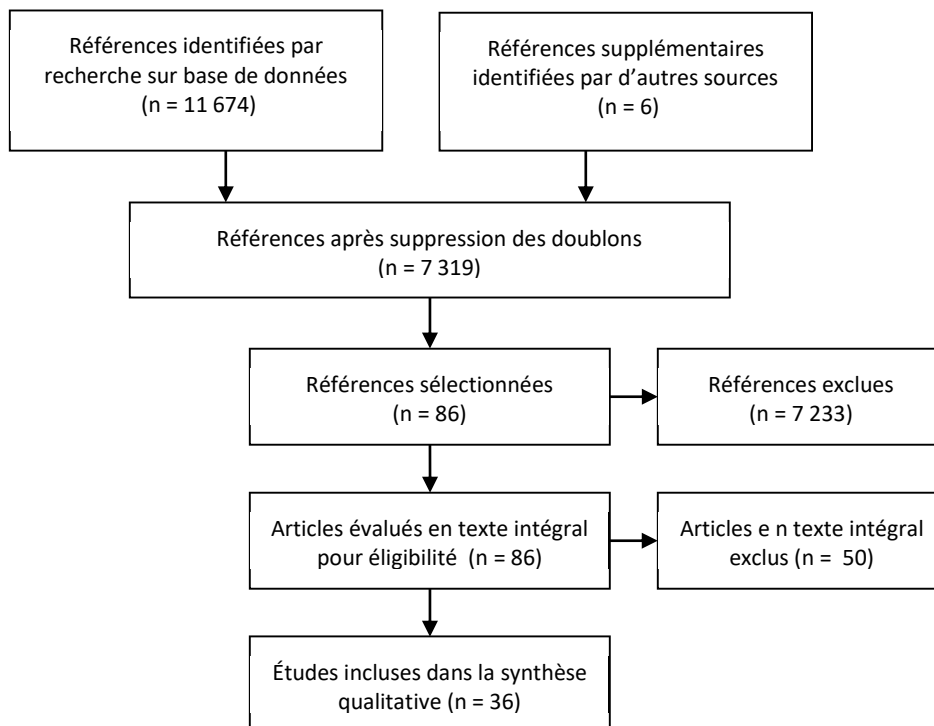 Références identifiées par
recherche sur base de données
(n = 11 674)
Références supplémentaires
identifiées par d’autres sources
(n = 6)
Références après suppression des doublons
(n = 7 319)
Références sélectionnées
(n = 86)
Références exclues
(n = 7 233)
Articles évalués en texte intégral
pour éligibilité (n = 86)
Articles e n texte intégral
exclus (n = 50)
Études incluses dans la synthèse
qualitative (n = 36)